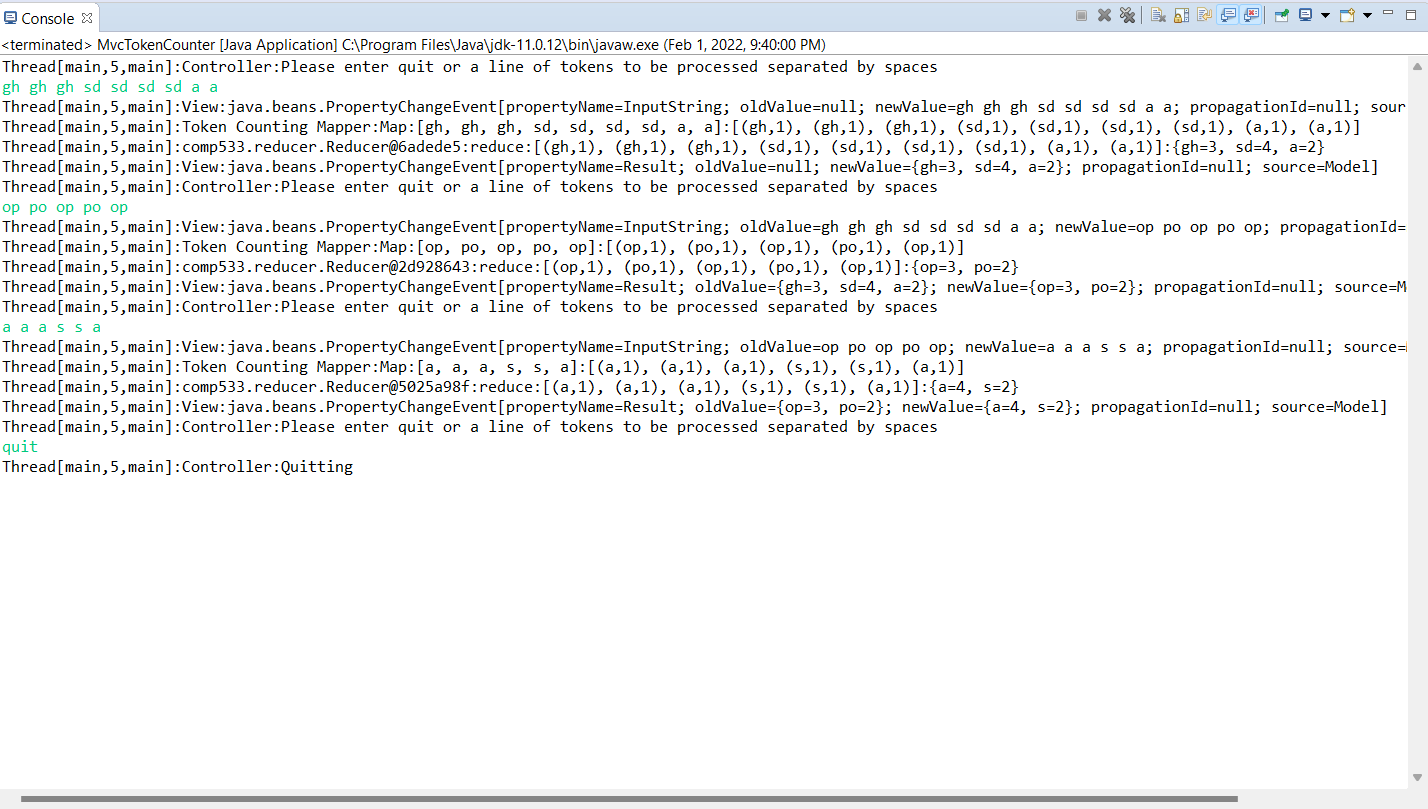 Console
<terminated> MvcTokenCounter [Java Application] C:\Program Files\Java\jdk-11.0.12\bin\javaw.exe (Feb 1, 2022, 9:40:00 PM)
Thread[main,5,main]:Controller:Please enter quit or a line of tokens to be processed separated by spaces
gh gh gh sd sd sd sd a a
Thread[main,5,main]:View:java.beans.PropertyChangeEvent[propertyName=InputString; oldValue=null; newValue=gh gh gh sd sd sd sd a a; propagationId=null; sour
Thread[main,5,main]:Token Counting Mapper:Map:[gh, gh, gh, sd, sd, sd, sd, a, a]:[(gh,1), (gh,1), (gh,1), (sd,1), (sd,1), (sd,1), (sd,1), (a,1), (a,1)]
Thread[main,5,main]:comp533.reducer.Reducer@6adede5:reduce:[(gh,1), (gh,1), (gh,1), (sd,1), (sd,1), (sd,1), (sd,1), (a,1), (a,1)]:{gh=3, sd=4, a=2}
Thread[main,5,main]:View:java.beans.PropertyChangeEvent[propertyName=Result; oldValue=null; newValue={gh=3, sd=4, a=2}; propagationId=null; source=Model]
Thread[main,5,main]:Controller:Please enter quit or a line of tokens to be processed separated by spaces
op po op po op
Thread[main,5,main]:View:java.beans.PropertyChangeEvent[propertyName=InputString; oldValue=gh gh gh sd sd sd sd a a; newValue=op po op po op; propagationId=
Thread[main,5,main]:Token Counting Mapper:Map:[op, po, op, po, op]:[(op,1), (po,1), (op,1), (po,1), (op,1)]
Thread[main,5,main]:comp533.reducer.Reducer@2d928643:reduce:[(op,1), (po,1), (op,1), (po,1), (op,1)]:{op=3, po=2}
Thread[main,5,main]:View:java.beans.PropertyChangeEvent[propertyName=Result; oldValue={gh=3, sd=4, a=2}; newValue={op=3, po=2}; propagationId=null; source=M
Thread[main,5,main]:Controller:Please enter quit or a line of tokens to be processed separated by spaces
a a a s s a
Thread[main,5,main]:View:java.beans.PropertyChangeEvent[propertyName=InputString; oldValue=op po op po op; newValue=a a a s s a; propagationId=null; source=
Thread[main,5,main]:Token Counting Mapper:Map:[a, a, a, s, s, a]:[(a,1), (a,1), (a,1), (s,1), (s,1), (a,1)]
Thread[main,5,main]:comp533.reducer.Reducer@5025a98f:reduce:[(a,1), (a,1), (a,1), (s,1), (s,1), (a,1)]:{a=4, s=2}
Thread[main,5,main]:View:java.beans.PropertyChangeEvent[propertyName=Result; oldValue={op=3, po=2}; newValue={a=4, s=2}; propagationId=null; source=Model]
Thread[main,5,main]:Controller:Please enter quit or a line of tokens to be processed separated by spaces
quit
Thread[main,5,main]:Controller:Quitting